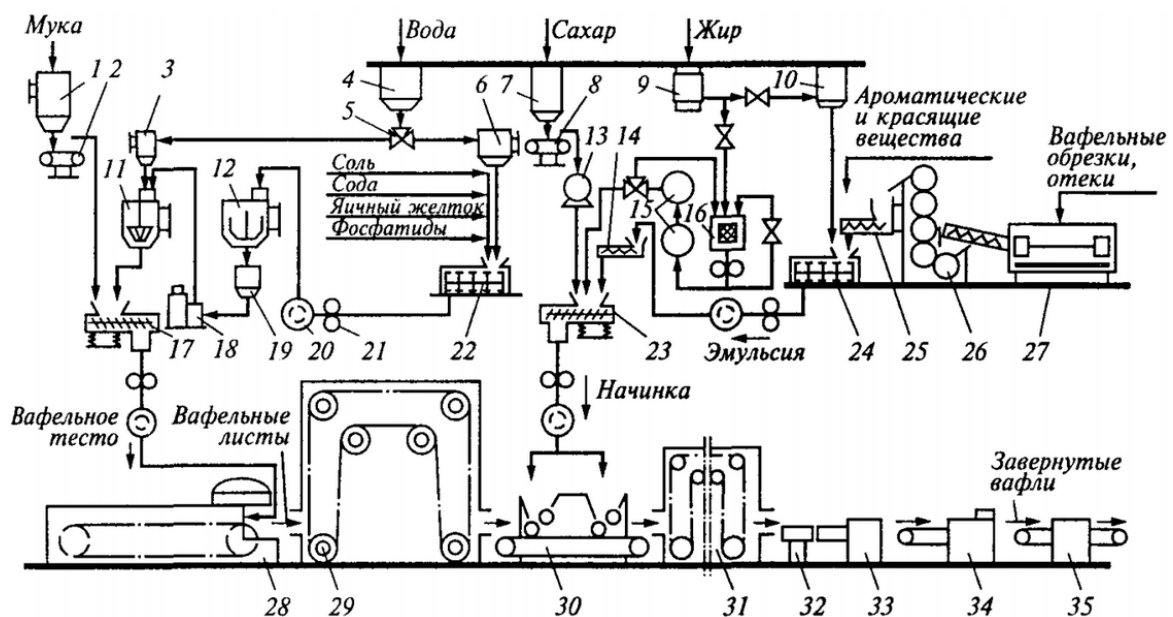 Мука
Вода
Сахар
Жир
1
2
3
4
5
6
7
8
9
10
Ароматические
и красящие
вещества
Вафельные
обрезки,
отеки
11
12
Соль
Сода
Яичный желток
Фосфатиды
13
14
15
16
17
18
19
20
21
22
23
Эмульсия
24
25
26
27
Вафельное
тесто
Вафельные
листы
Начинка
Завернутые
вафли
28
29
30
31
32
33
34
35